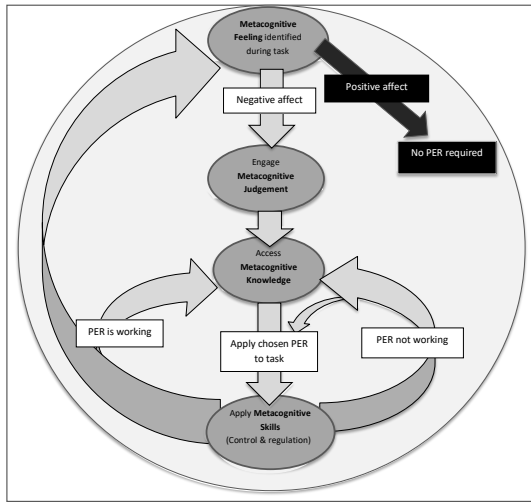 Metacognitive
Feeling identified
during task
Positive affect
Negative affect
No PER required
Engage
Metacognitive
Judgement
Access
Metacognitive
Knowledge
PER is working
Apply chosen PER
to task
PER not working
Apply Metacognitive
Skills
(Control & regulation)